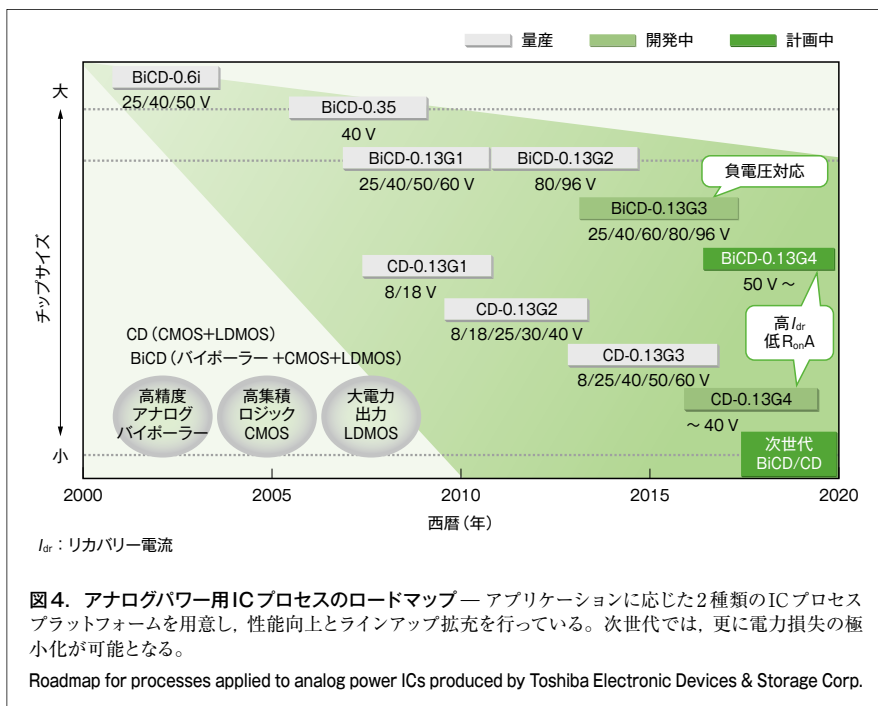 量産 開発中 計画中
大
チップサイズ
小
BiCD-0.6i
25/40/50 V
BiCD-0.35
40 V
BiCD-0.13G1
25/40/50/60 V
BiCD-0.13G2
80/96 V
負電圧対応
BiCD-0.13G3
25/40/60/80/96 V
CD-0.13G1
8/18 V
BiCD-0.13G4
50 V ～
CD-0.13G2
8/18/25/30/40 V
高Idr
低RonA
CD(CMOS+LDMOS)
BiCD(バイポーラー+CMOS+LDMOS)
CD-0.13G3
8/25/40/50/60 V
高精度
アナログ
バイポーラー
高集積
ロジック
CMOS
大電力
出力
LDMOS
CD-0.13G4
～ 40 V
次世代
BiCD/CD
2000 2005 2010 2015 2020
西暦(年)
Idr：リカバリー電流
図4. アナログパワー用ICプロセスのロードマップ — アプリケーションに応じた2種類のICプロセス
プラットフォームを用意し，性能向上とラインアップ拡充を行っている。次世代では，更に電力損失の極
小化が可能となる。
Roadmap for processes applied to analog power ICs produced by Toshiba Electronic Devices & Storage Corp.